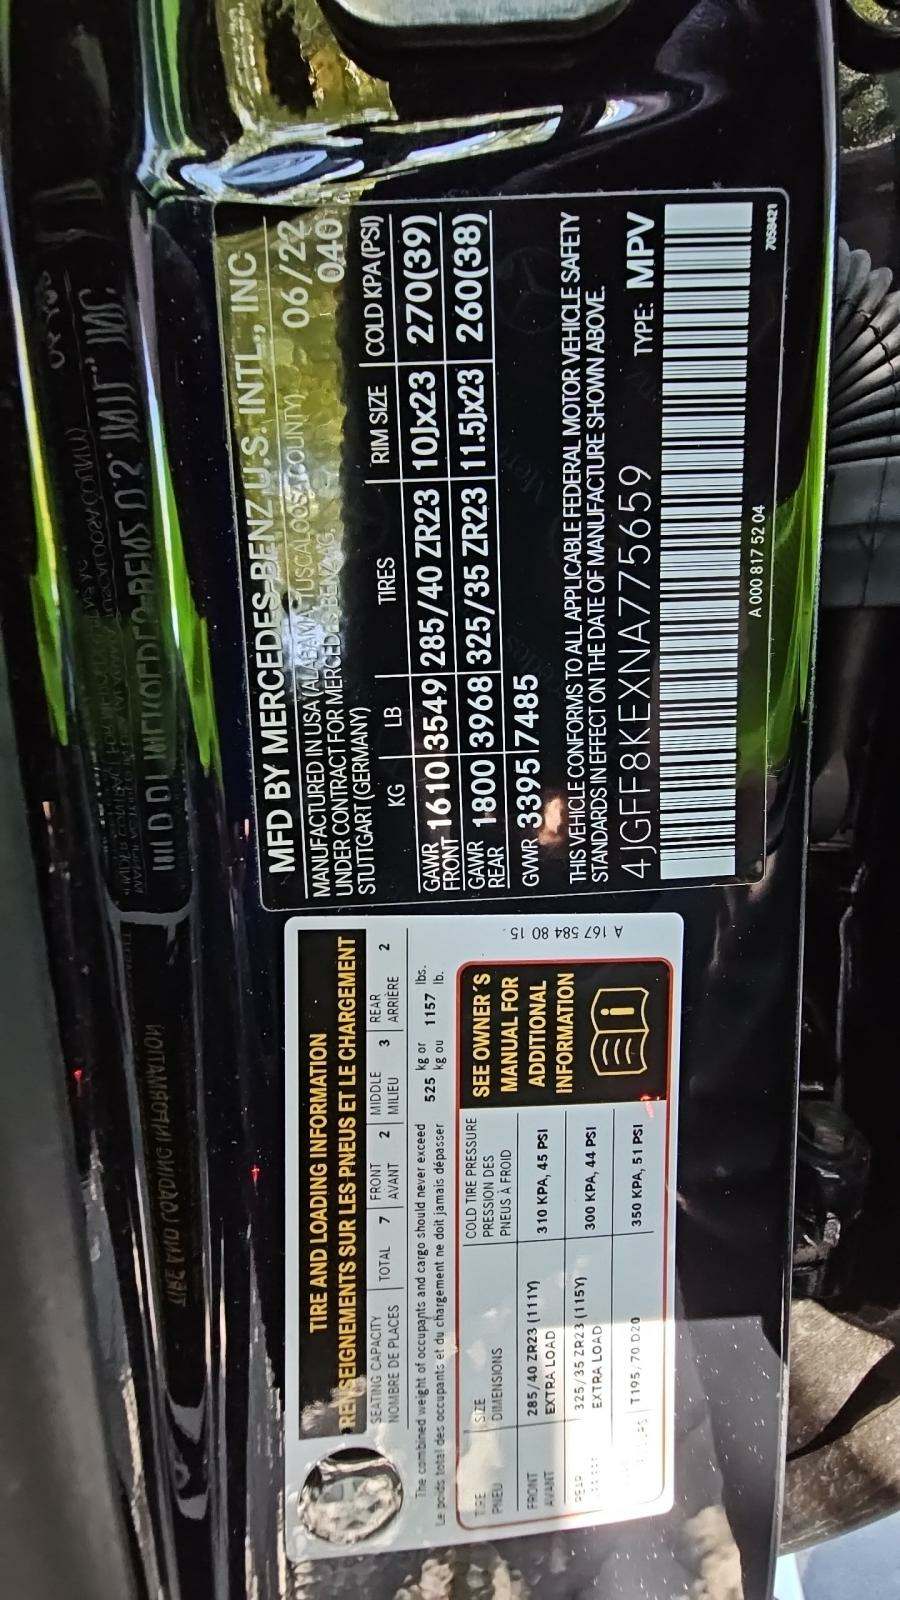 MFD BY MERCEDES-BENZ U.S. INTL., INC
MANUFACTURED IN USA (ALABAMA, TUSCALOOSA COUNTY) 06/22
UNDER CONTRACT FOR MERCEDES-BENZ AG, 040
STUTTGART (GERMANY)
KG LB TIRES RIM SIZE COLD KPA(PSI)
GAWR FRONT 1610 3549 285/40 ZR23 10Jx23 270(39)
GAWR REAR 1800 3968 325/35 ZR23 11.5Jx23 260(38)
GVWR 3395 7485
THIS VEHICLE CONFORMS TO ALL APPLICABLE FEDERAL MOTOR VEHICLE SAFETY
STANDARDS IN EFFECT ON THE DATE OF MANUFACTURE SHOWN ABOVE.
4JGFF8KEXNA775659 TYPE: MPV
A 000 817 52 04
7059421
TIRE AND LOADING INFORMATION
RENSEIGNEMENTS SUR LES PNEUS ET LE CHARGEMENT
SEATING CAPACITY TOTAL 7 FRONT 2 MIDDLE 3 REAR 2
NOMBRE DE PLACES AVANT MILIEU ARRIÈRE
The combined weight of occupants and cargo should never exceed 525 kg or 1157 lbs.
Le poids total des occupants et du chargement ne doit jamais dépasser kg ou lb.
TIRE SIZE COLD TIRE PRESSURE
PNEU DIMENSIONS PRESSION DES
PNEUS À FROID
FRONT 285/40 ZR23 (111Y) 310 KPA, 45 PSI
AVANT EXTRA LOAD
REAR 325/35 ZR23 (115Y) 300 KPA, 44 PSI
EXTRA LOAD
T195/70 D20 350 KPA, 51 PSI
SEE OWNER'S
MANUAL FOR
ADDITIONAL
INFORMATION
A 167 584 80 15